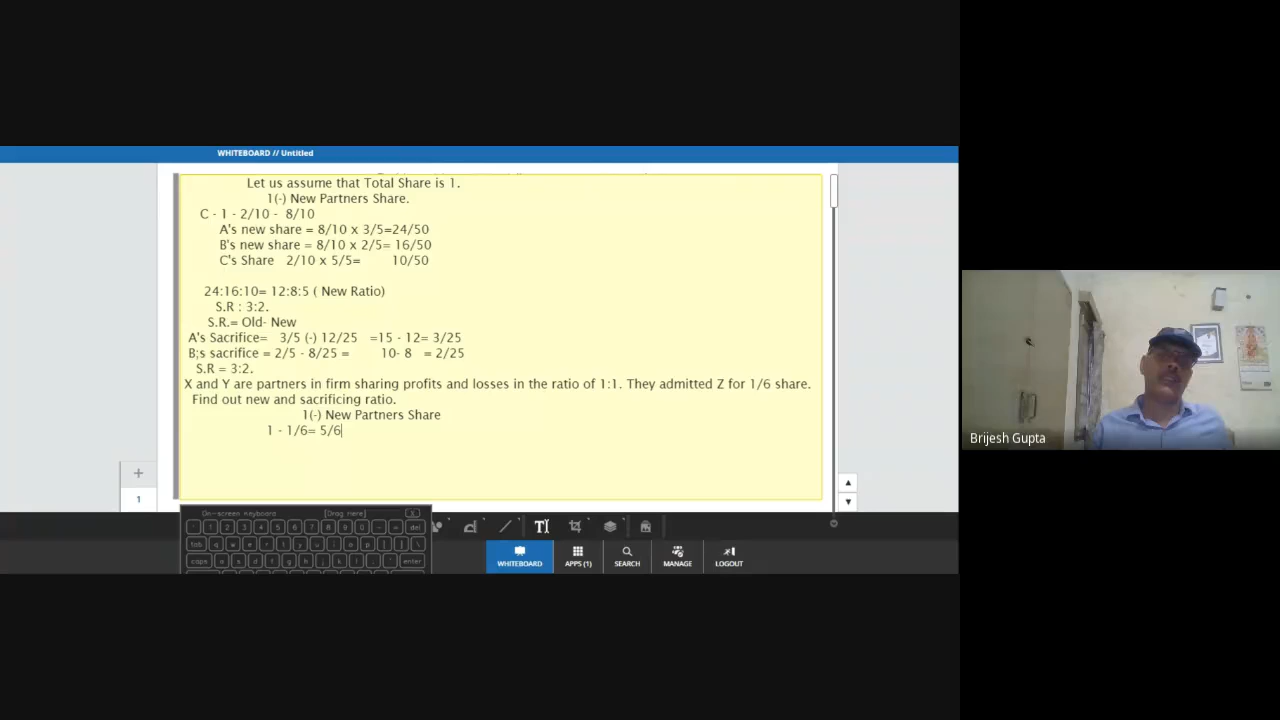 WHITEBOARD // Untitled
Let us assume that Total Share is 1.
1(-) New Partners Share.
C - 1 - 2/10 - 8/10
A's new share = 8/10 x 3/5=24/50
B's new share = 8/10 x 2/5= 16/50
C's Share 2/10 x 5/5= 10/50
24:16:10= 12:8:5 ( New Ratio)
S.R : 3:2.
S.R.= Old- New
A's Sacrifice= 3/5 (-) 12/25 =15 - 12= 3/25
B;s sacrifice = 2/5 - 8/25 = 10- 8 = 2/25
S.R = 3:2.
X and Y are partners in firm sharing profits and losses in the ratio of 1:1. They admitted Z for 1/6 share.
Find out new and sacrificing ratio.
1(-) New Partners Share
1 - 1/6= 5/6
Brijesh Gupta
1
On-screen keyboard [Drag Here] X
WHITEBOARD APPS (1) SEARCH MANAGE LOGOUT